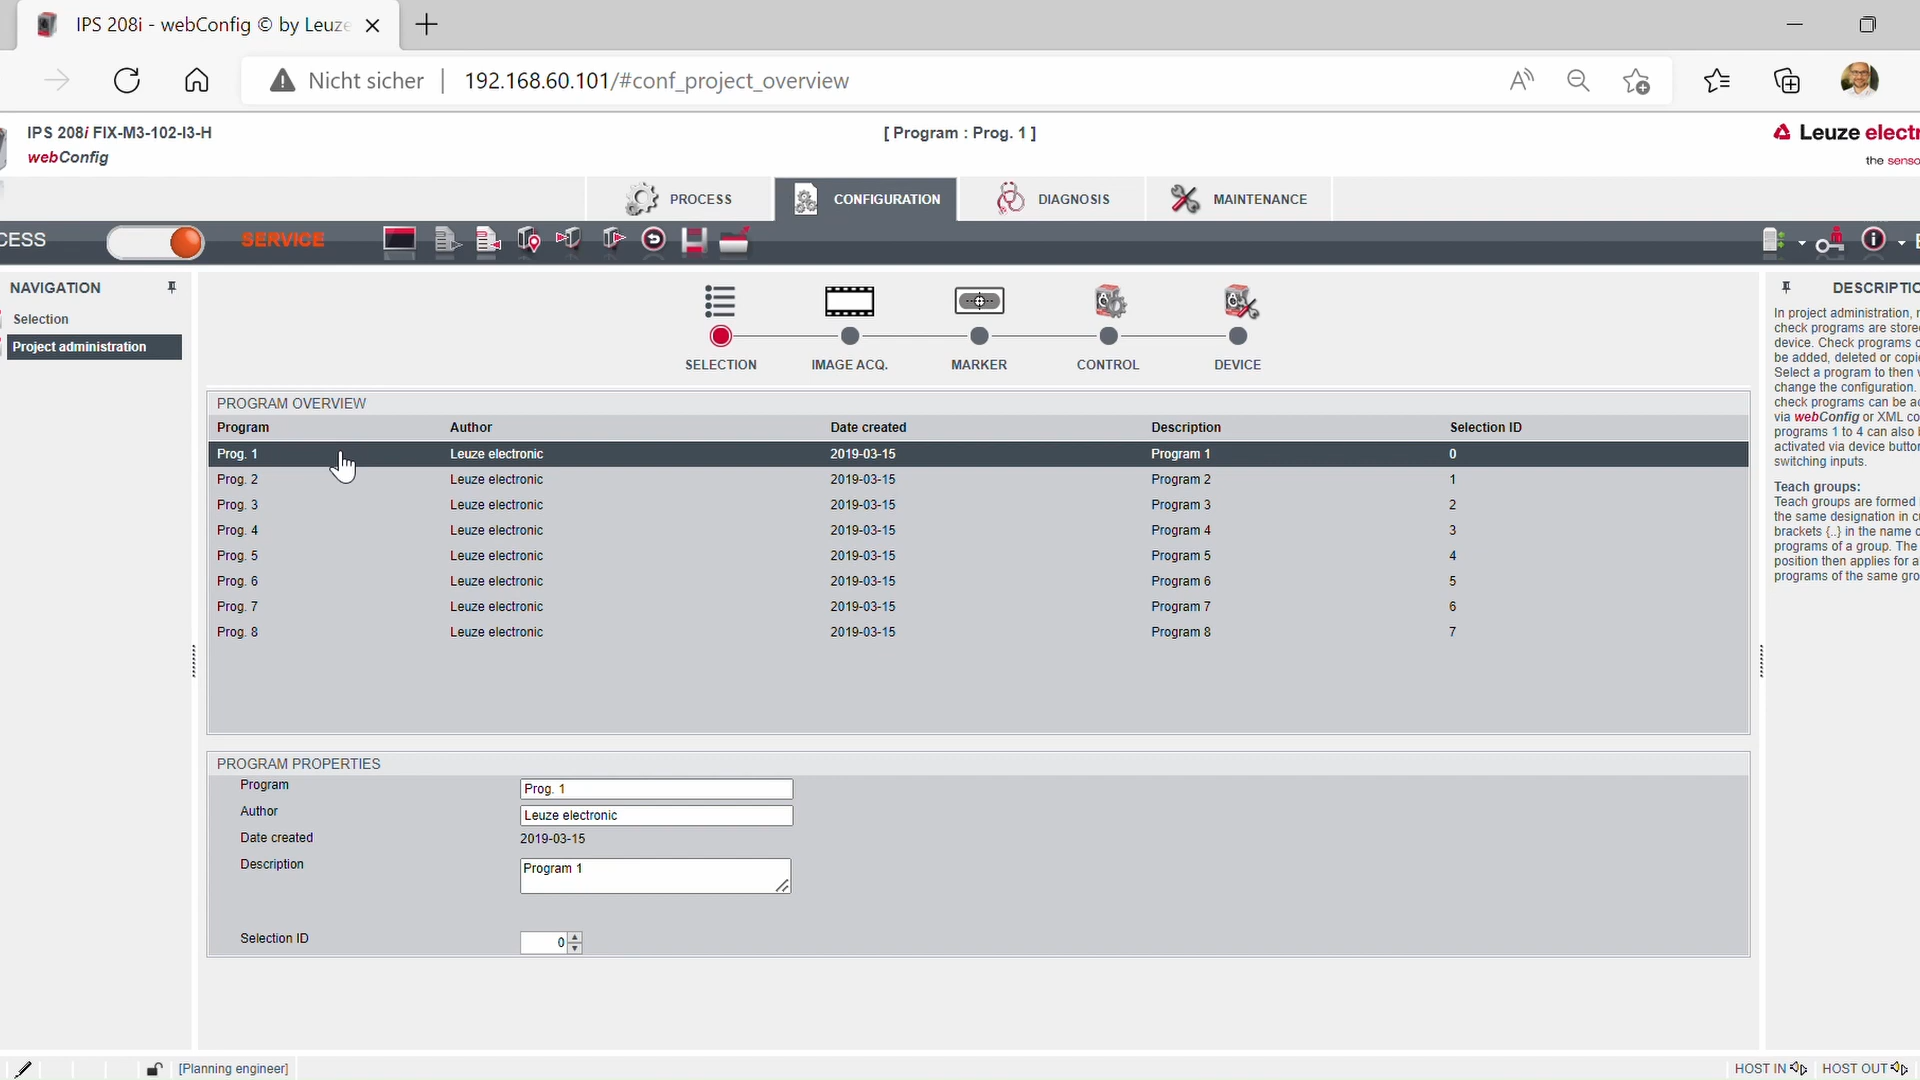 IPS 208i - webConfig © by Leuze
Nicht sicher
192.168.60.101/#conf_project_overview
IPS 208i FIX-M3-102-I3-H
webConfig
[ Program : Prog. 1 ]
Leuze electr
the senso
PROCESS
CONFIGURATION
DIAGNOSIS
MAINTENANCE
CESS
SERVICE
NAVIGATION
Selection
Project administration
SELECTION
IMAGE ACQ.
MARKER
CONTROL
DEVICE
PROGRAM OVERVIEW
Program Author Date created Description Selection ID
Prog. 1 Leuze electronic 2019-03-15 Program 1 0
Prog. 2 Leuze electronic 2019-03-15 Program 2 1
Prog. 3 Leuze electronic 2019-03-15 Program 3 2
Prog. 4 Leuze electronic 2019-03-15 Program 4 3
Prog. 5 Leuze electronic 2019-03-15 Program 5 4
Prog. 6 Leuze electronic 2019-03-15 Program 6 5
Prog. 7 Leuze electronic 2019-03-15 Program 7 6
Prog. 8 Leuze electronic 2019-03-15 Program 8 7
PROGRAM PROPERTIES
Program Prog. 1
Author Leuze electronic
Date created 2019-03-15
Description Program 1
Selection ID 0
DESCRIPTIO
In project administration,
check programs are store
device. Check programs
be added, deleted or copi
Select a program to then
change the configuration.
check programs can be a
via webConfig or XML co
programs 1 to 4 can also
activated via device butto
switching inputs.
Teach groups:
Teach groups are formed
the same designation in c
brackets {..} in the name
programs of a group. The
position then applies for a
programs of the same gro
[Planning engineer]
HOST IN
HOST OUT